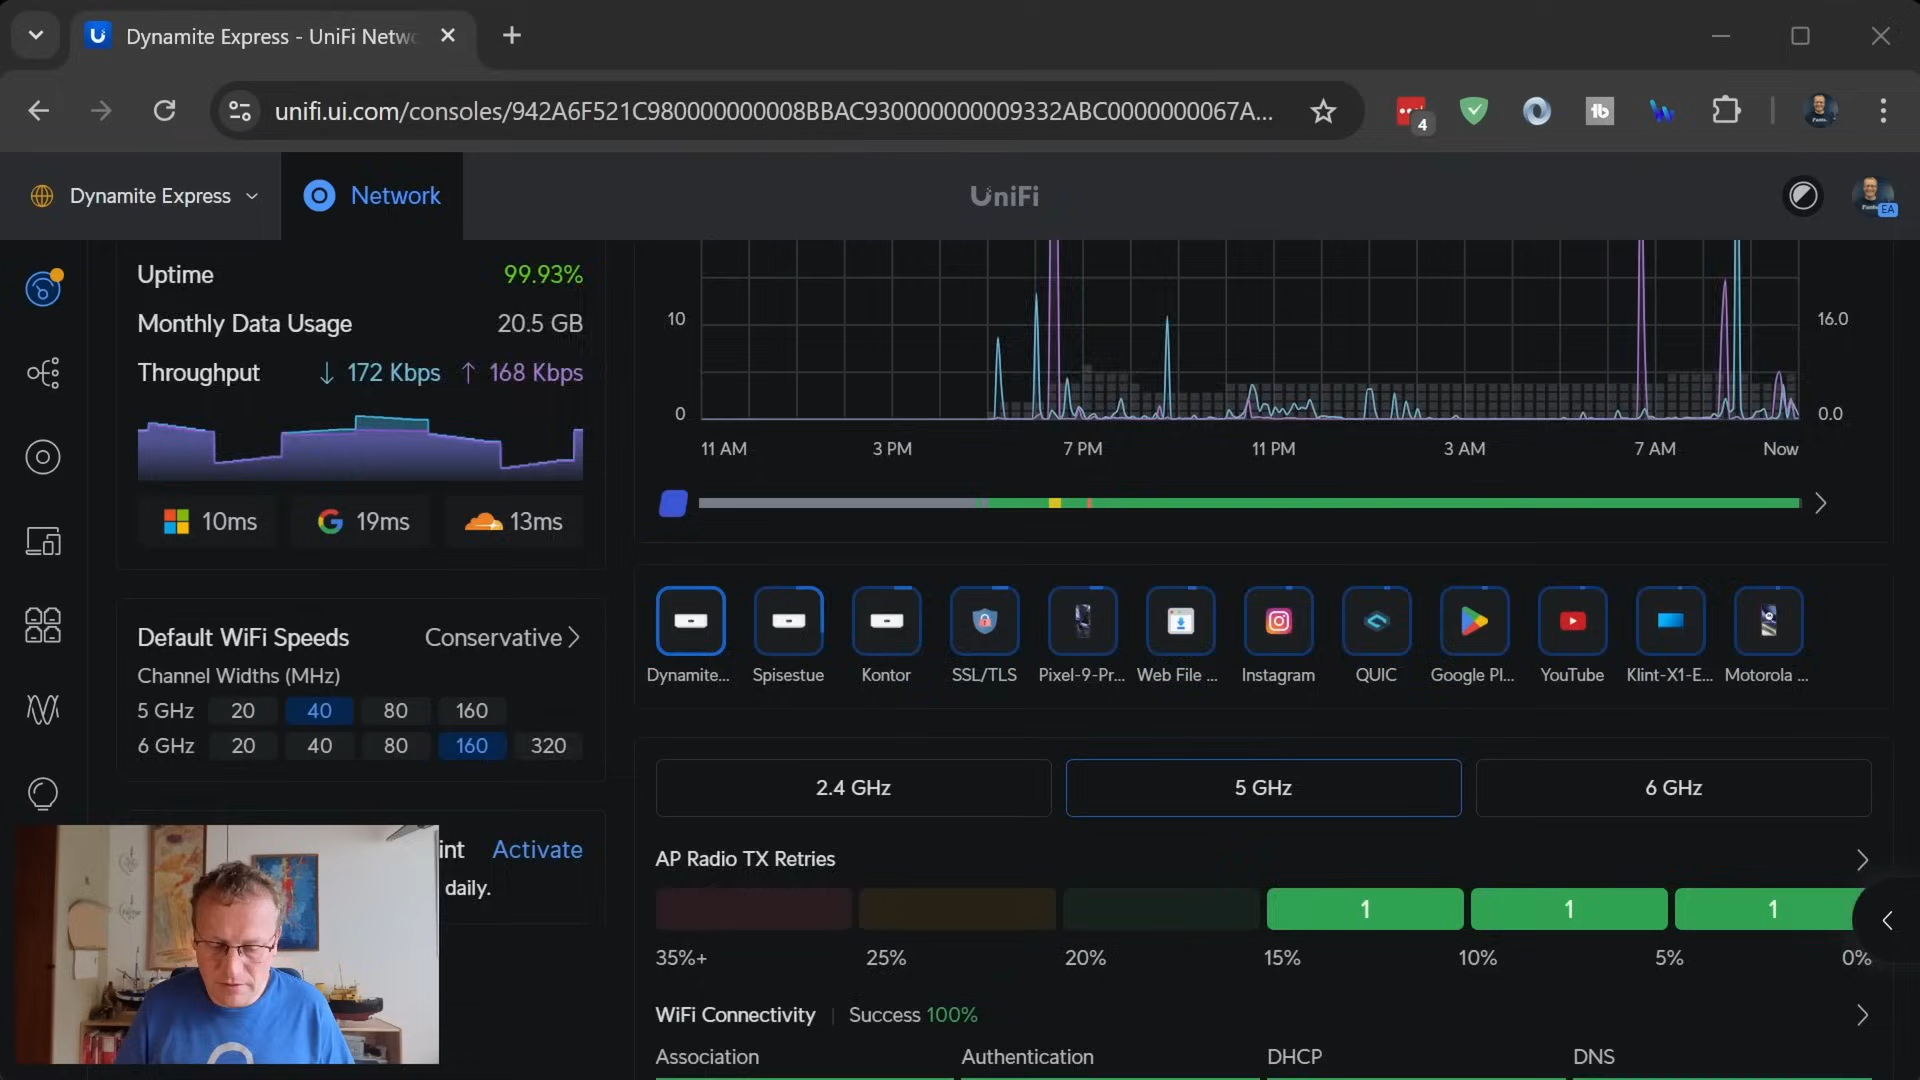 Dynamite Express - UniFi Netwo
unifi.ui.com/consoles/942A6F521C980000000008BBAC930000000009332ABC0000000067A...
4
Dynamite Express
Network
UniFi
EA
Uptime
99.93%
Monthly Data Usage
20.5 GB
Throughput
↓ 172 Kbps
↑ 168 Kbps
10ms
19ms
13ms
10
16.0
0
0.0
11 AM
3 PM
7 PM
11 PM
3 AM
7 AM
Now
Default WiFi Speeds
Conservative
Channel Widths (MHz)
5 GHz 20 40 80 160
6 GHz 20 40 80 160 320
int
Activate
daily.
Dynamite...
Spisestue
Kontor
SSL/TLS
Pixel-9-Pr...
Web File ...
Instagram
QUIC
Google Pl...
YouTube
Klint-X1-E...
Motorola ...
2.4 GHz
5 GHz
6 GHz
AP Radio TX Retries
1
1
1
35%+
25%
20%
15%
10%
5%
0%
WiFi Connectivity
Success 100%
Association
Authentication
DHCP
DNS